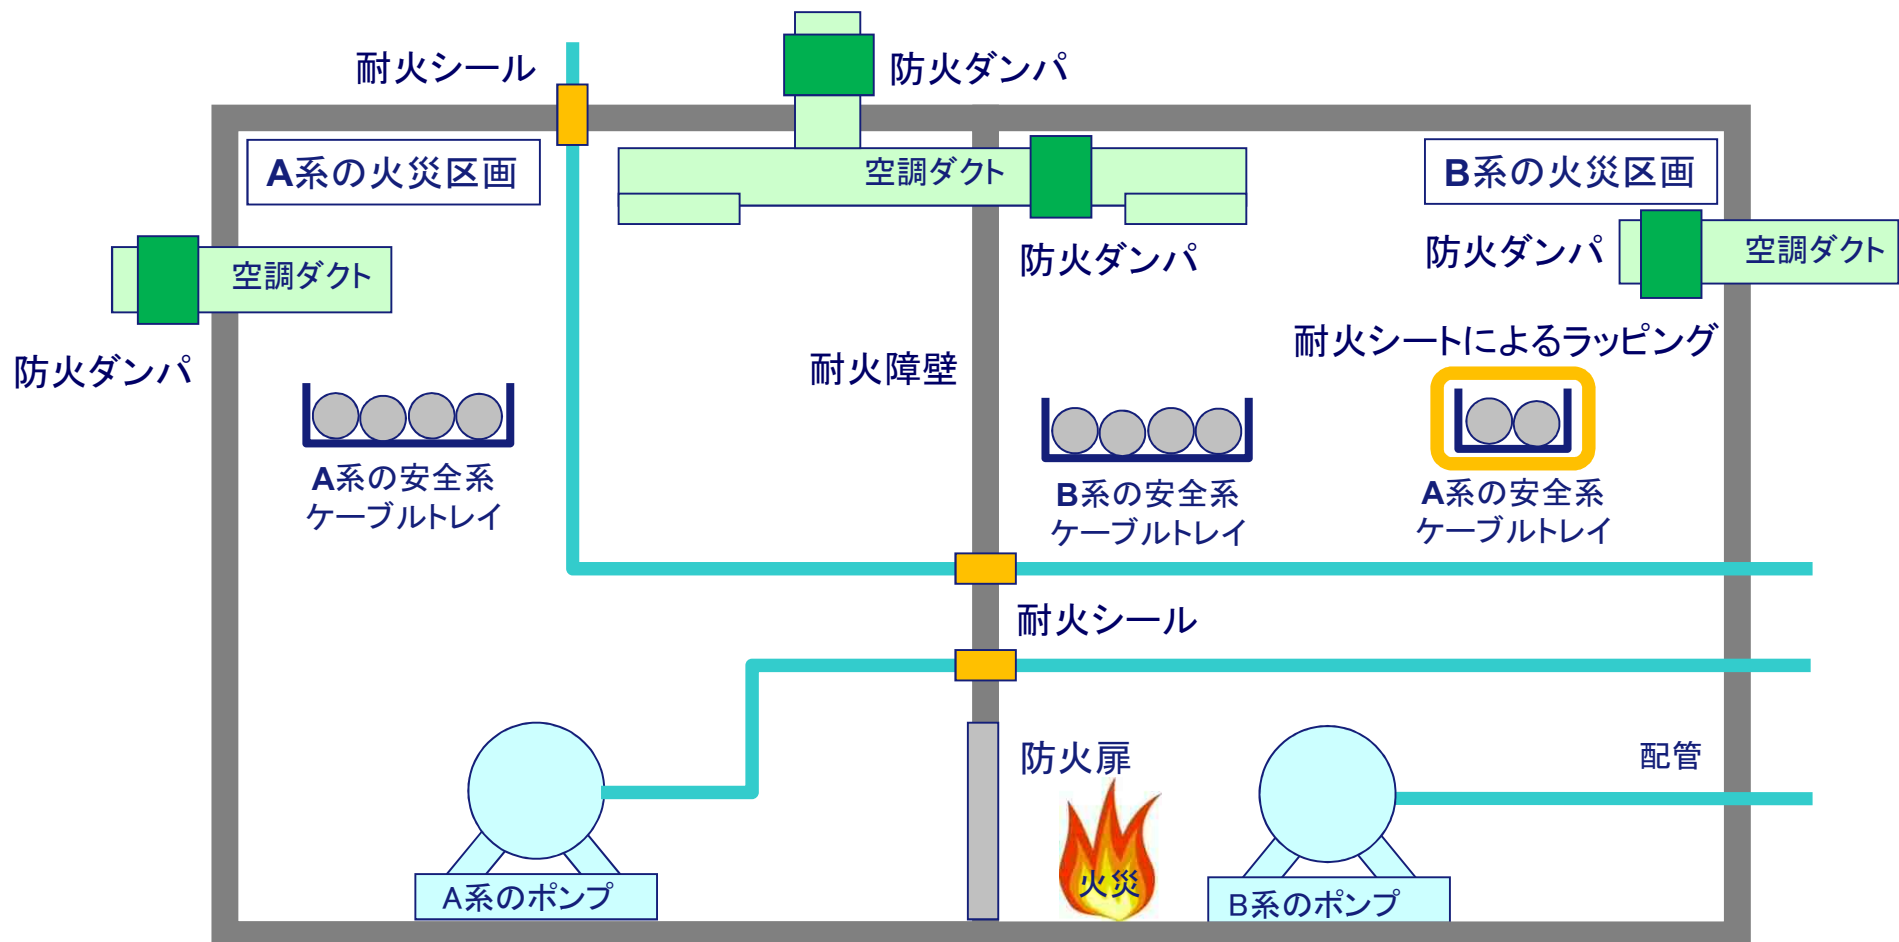 耐火シール
防火ダンパ
A系の火災区画
空調ダクト
B系の火災区画
防火ダンパ
防火ダンパ
空調ダクト
空調ダクト
防火ダンパ
耐火障壁
耐火シートによるラッピング
A系の安全系
ケーブルトレイ
B系の安全系
ケーブルトレイ
A系の安全系
ケーブルトレイ
耐火シール
防火扉
配管
火災
A系のポンプ
B系のポンプ